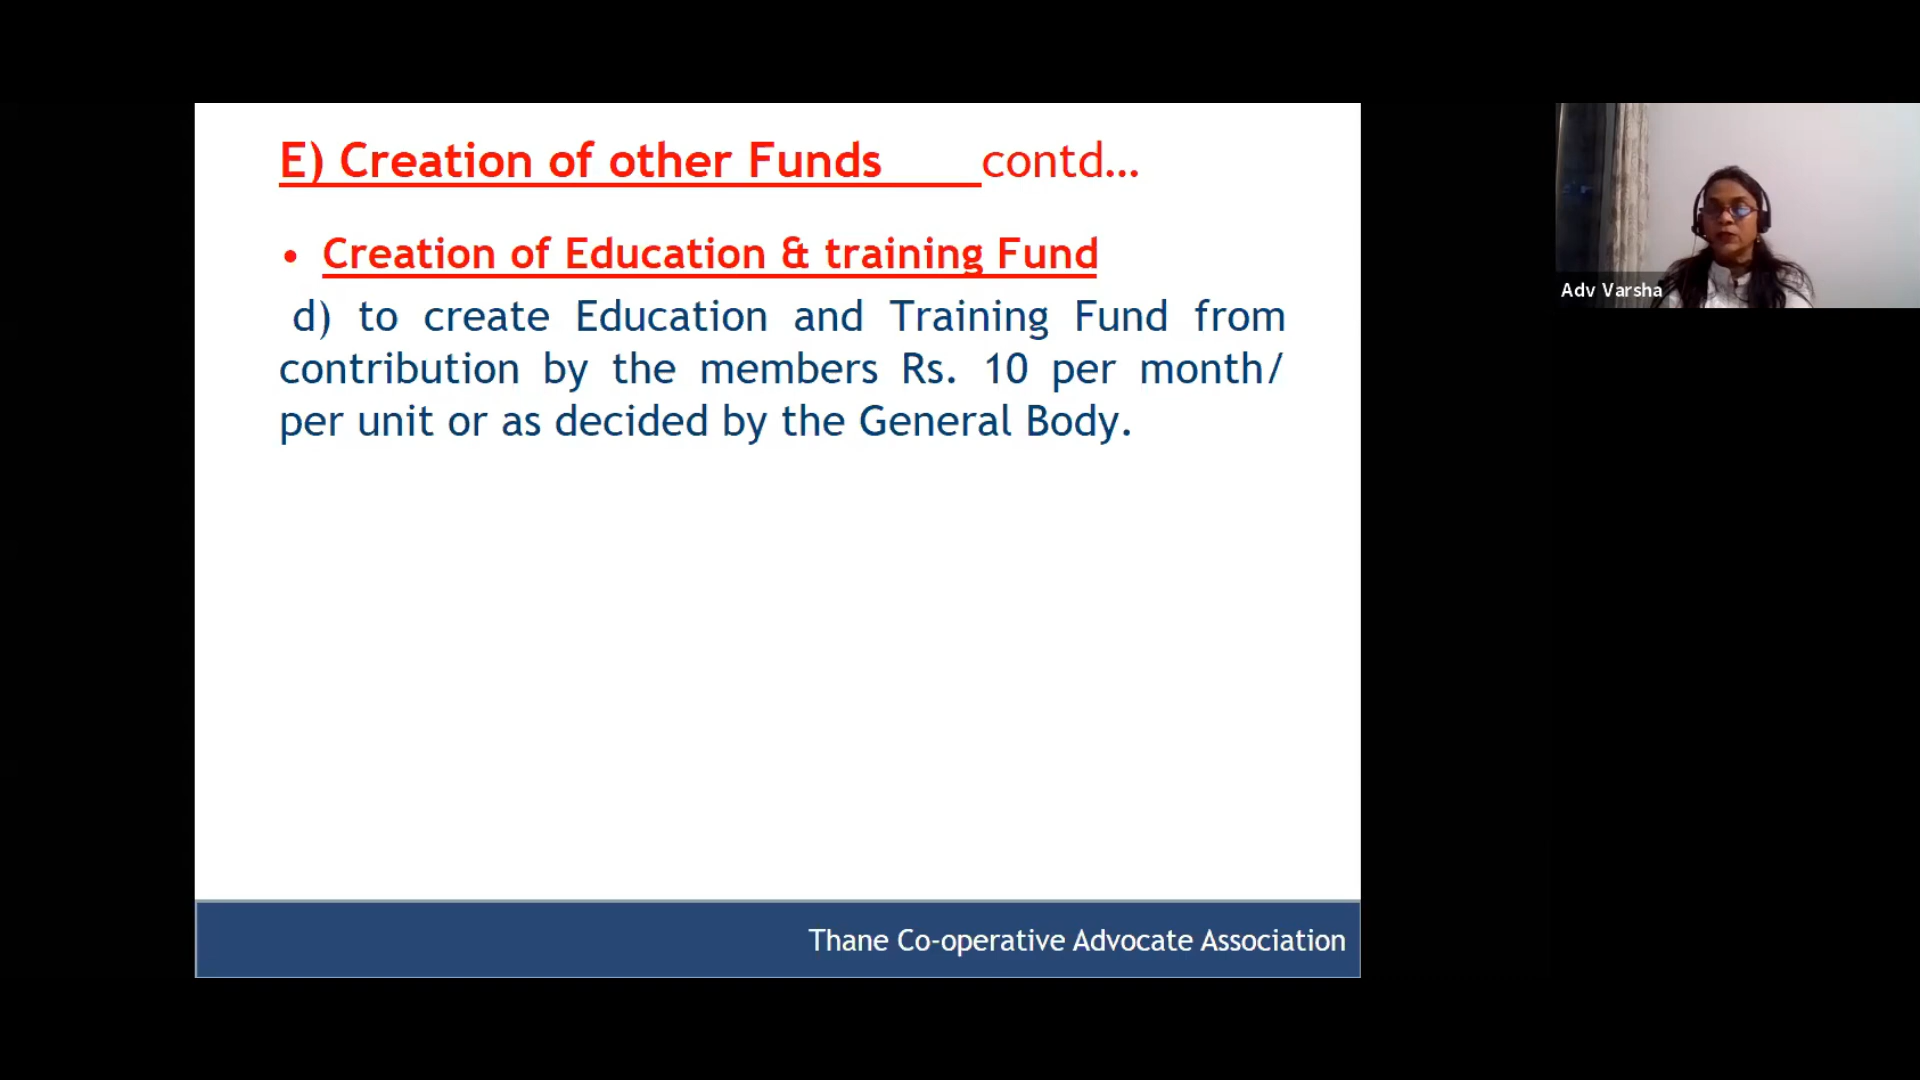 E) Creation of other Funds contd...
• Creation of Education & training Fund
d) to create Education and Training Fund from
contribution by the members Rs. 10 per month/
per unit or as decided by the General Body.
Thane Co-operative Advocate Association
Adv Varsha